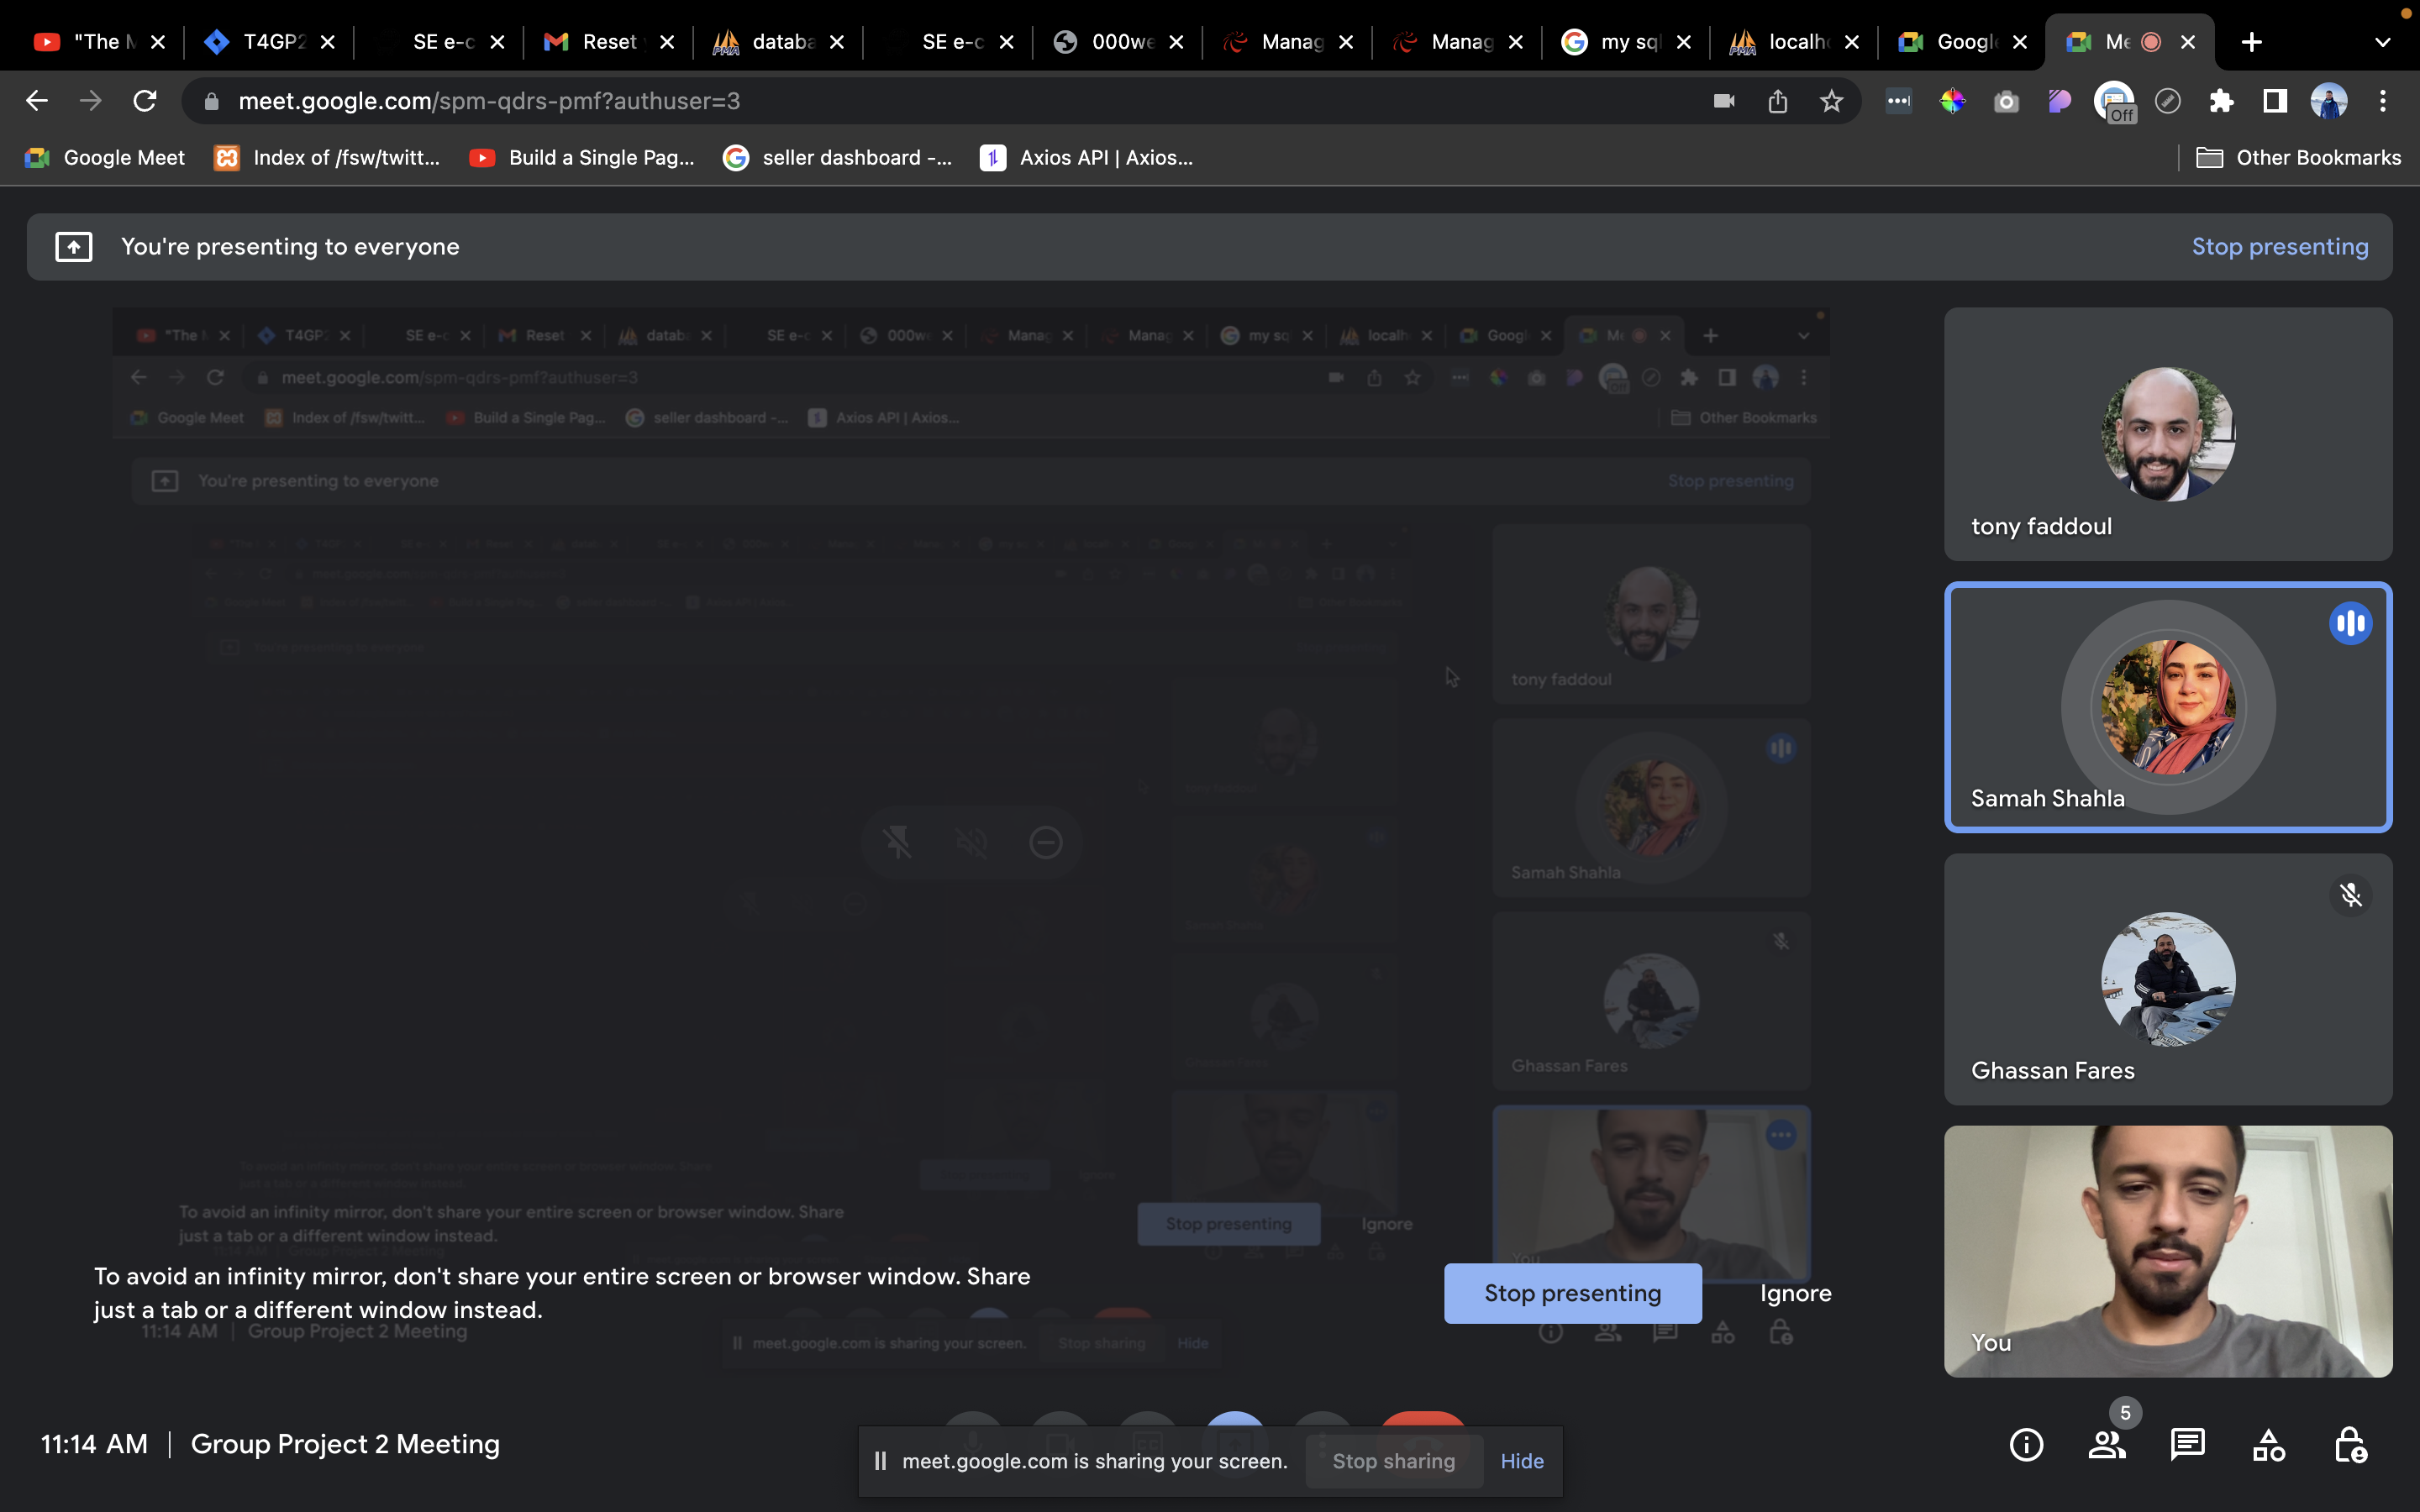 "The M
T4GP2
SE e-c
Reset
databa
SE e-c
000we
Manag
Manag
my sql
localho
Google
Me
meet.google.com/spm-qdrs-pmf?authuser=3
Off
Google Meet
Index of /fsw/twitt...
Build a Single Pag...
seller dashboard -...
Axios API | Axios...
Other Bookmarks
You're presenting to everyone
Stop presenting
"The M
T4GP2
SE e-c
Reset
databa
SE e-c
000we
Manag
Manag
my sq
localh
Google
Me
meet.google.com/spm-qdrs-pmf?authuser=3
Off
Google Meet
Index of /fsw/twitt...
Build a Single Pag...
seller dashboard -...
Axios API | Axios...
Other Bookmarks
You're presenting to everyone
Stop presenting
tony faddoul
Samah Shahla
Ghassan Fares
You
tony faddoul
Samah Shahla
Ghassan Fares
You
To avoid an infinity mirror, don't share your entire screen or browser window. Share
just a tab or a different window instead.
Stop presenting
Ignore
To avoid an infinity mirror, don't share your entire screen or browser window. Share
just a tab or a different window instead.
Stop presenting
Ignore
11:14 AM | Group Project 2 Meeting
meet.google.com is sharing your screen.
Stop sharing
Hide
11:14 AM | Group Project 2 Meeting
meet.google.com is sharing your screen.
Stop sharing
Hide
5